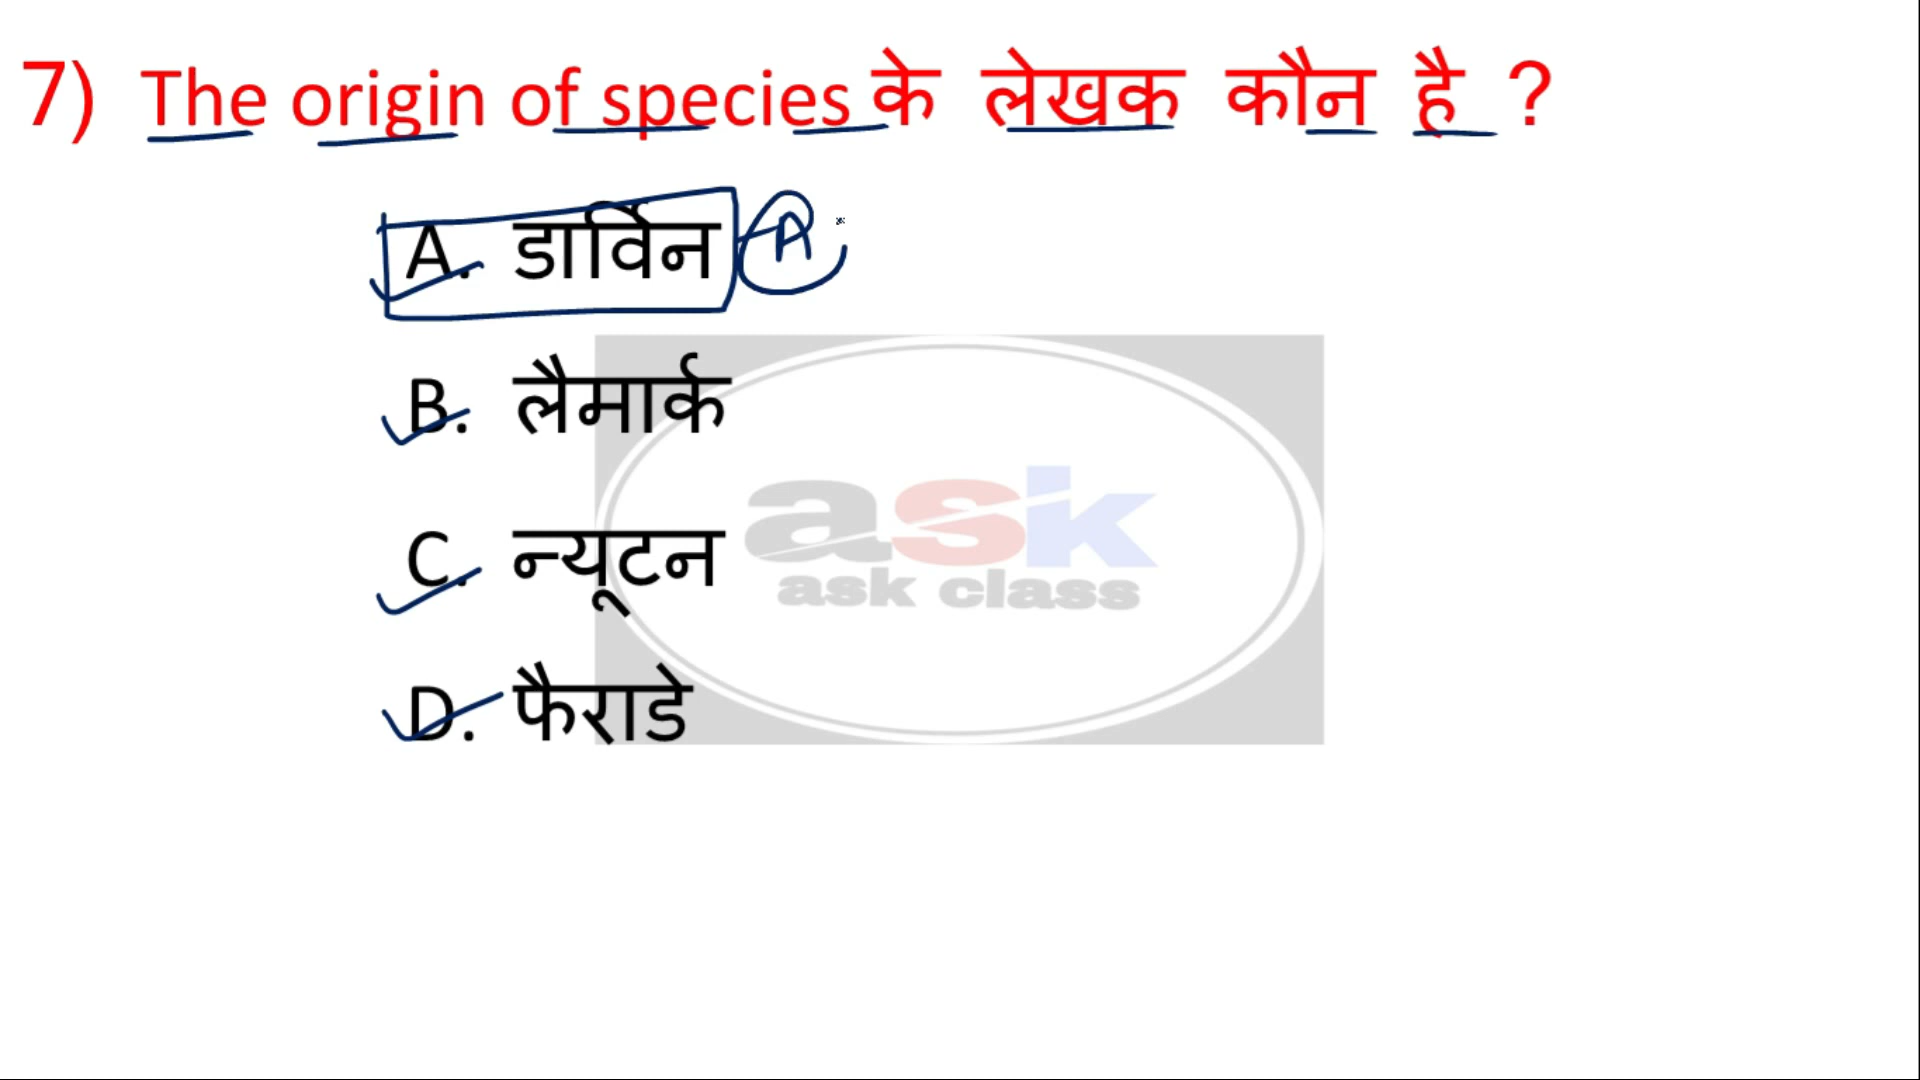 7) The origin of species के लेखक कौन है ?
A. डार्विन A
B. लैमार्क
C. न्यूटन
D. फैराडे
ask
ask class